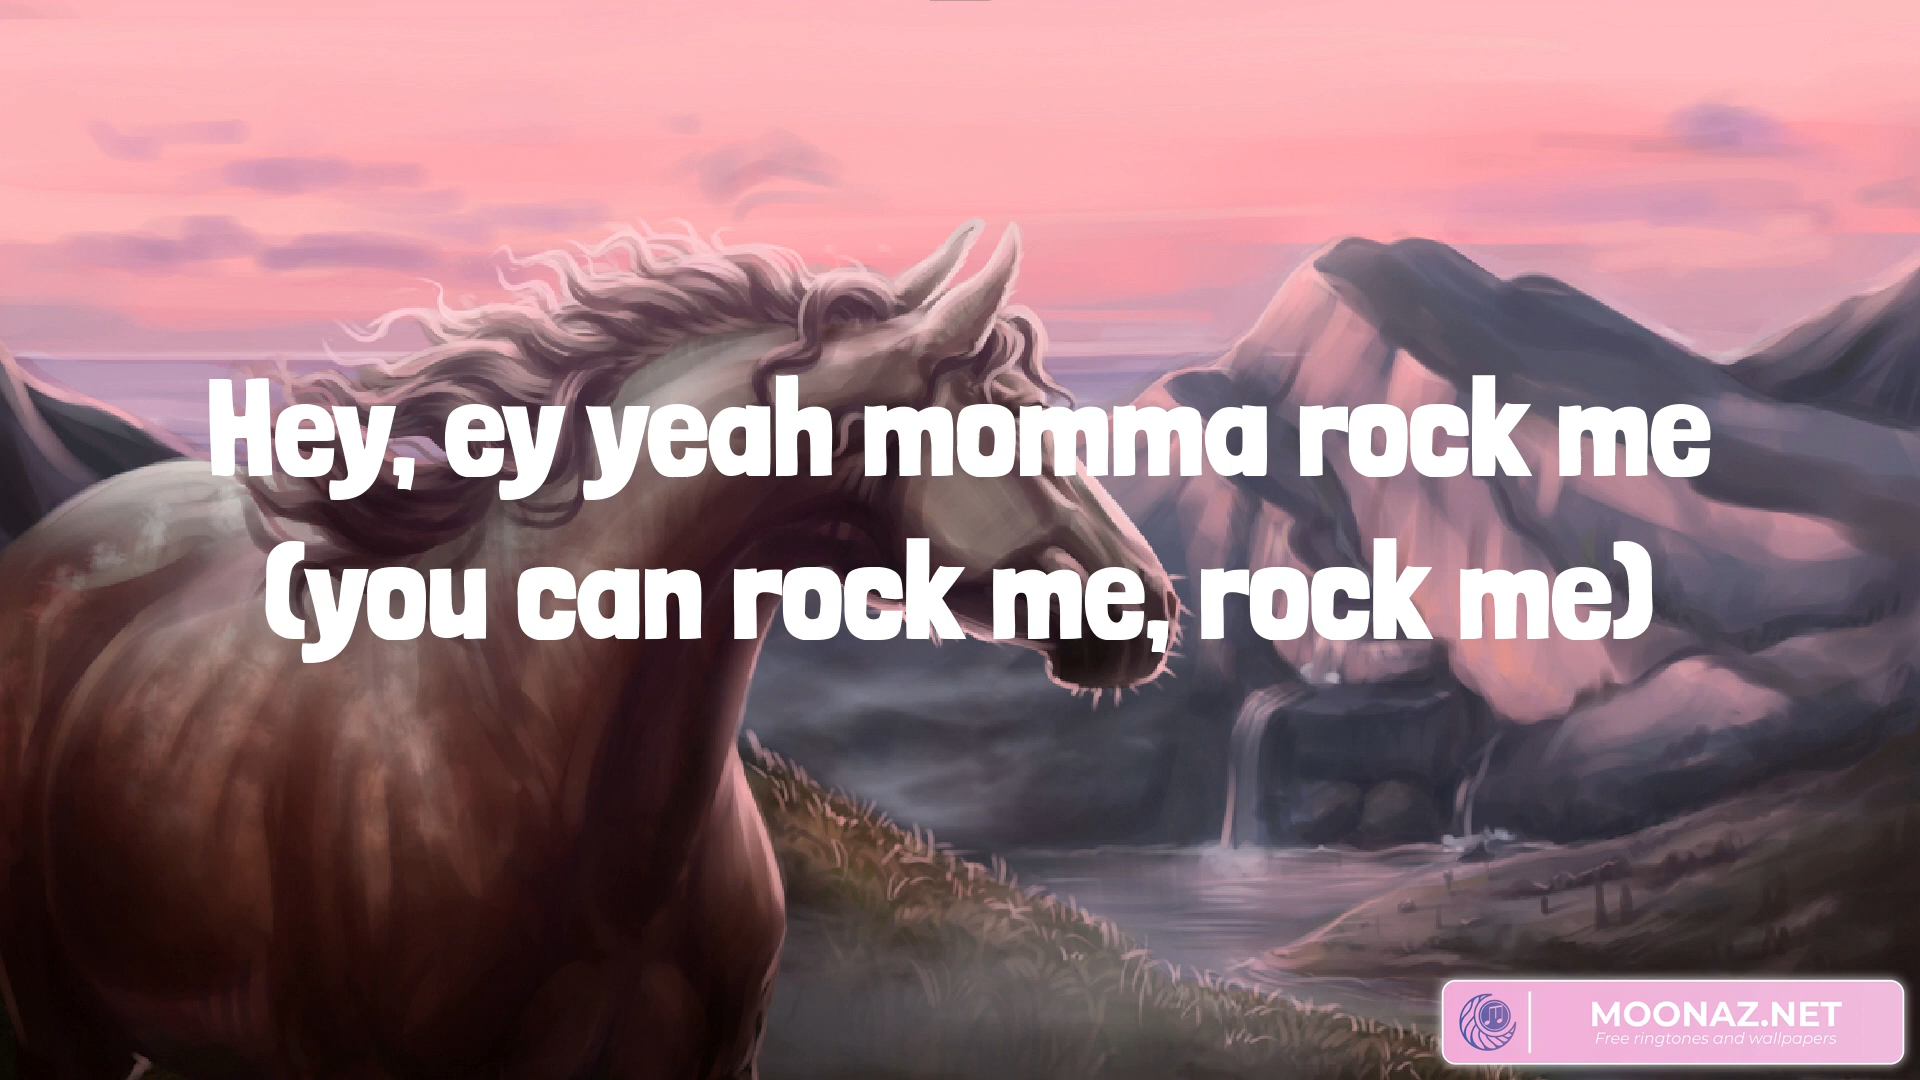 Hey, ey yeah momma rock me
(you can rock me, rock me)
MOONAZ.NET
Free ringtones and wallpapers